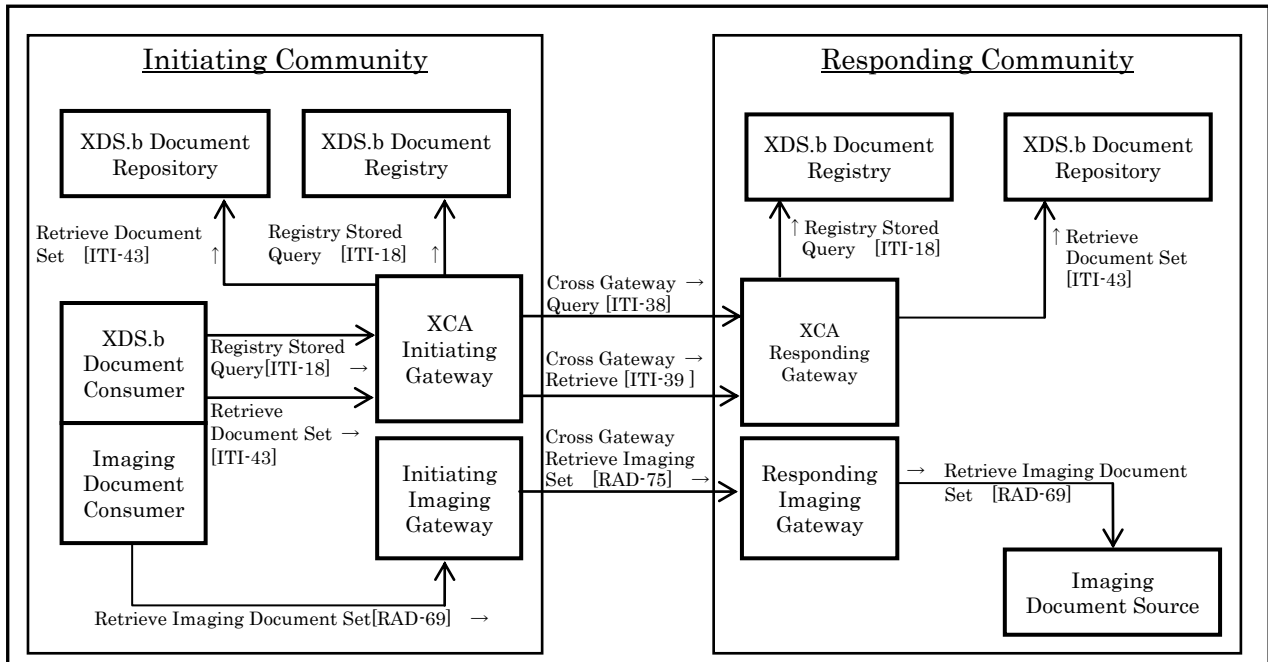 Initiating Community
XDS.b Document
Repository
XDS.b Document
Registry
Retrieve Document
Set [ITI-43] ↑
Registry Stored
Query [ITI-18] ↑
XDS.b
Document
Consumer
Registry Stored
Query[ITI-18] →
Retrieve
Document Set →
[ITI-43]
XCA
Initiating
Gateway
Imaging
Document
Consumer
Initiating
Imaging
Gateway
Retrieve Imaging Document Set[RAD-69] →
Cross Gateway →
Query [ITI-38]
Cross Gateway →
Retrieve [ITI-39 ]
Cross Gateway
Retrieve Imaging
Set [RAD-75] →
Responding Community
XDS.b Document
Registry
XDS.b Document
Repository
↑ Registry Stored
Query [ITI-18]
↑ Retrieve
Document Set
[ITI-43]
XCA
Responding
Gateway
Responding
Imaging
Gateway
→ Retrieve Imaging Document
Set [RAD-69]
Imaging
Document Source